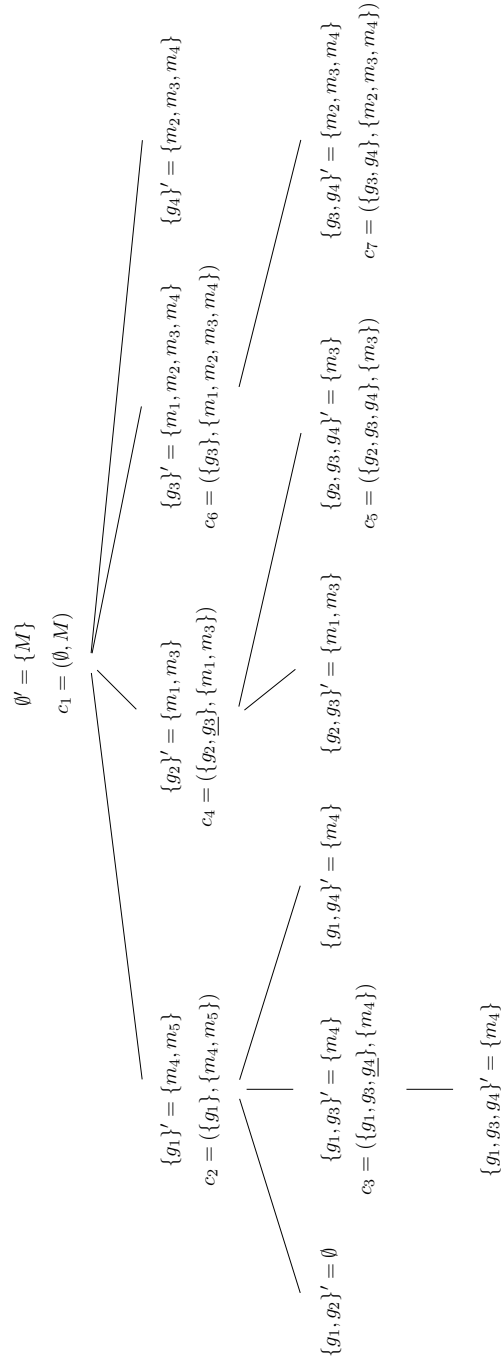 ∅′ = {M}
c₁ = (∅, M)
{g₁}′ = {m₄, m₅}
c₂ = ({g₁}, {m₄, m₅})
{g₂}′ = {m₁, m₃}
c₄ = ({g₂, g₃}, {m₁, m₃})
{g₃}′ = {m₁, m₂, m₃, m₄}
c₆ = ({g₃}, {m₁, m₂, m₃, m₄})
{g₄}′ = {m₂, m₃, m₄}
{g₁, g₂}′ = ∅
{g₁, g₃}′ = {m₄}
c₃ = ({g₁, g₃, g₄}, {m₄})
{g₁, g₄}′ = {m₄}
{g₂, g₃}′ = {m₁, m₃}
{g₂, g₃, g₄}′ = {m₃}
c₅ = ({g₂, g₃, g₄}, {m₃})
{g₃, g₄}′ = {m₂, m₃, m₄}
c₇ = ({g₃, g₄}, {m₂, m₃, m₄})
{g₁, g₃, g₄}′ = {m₄}